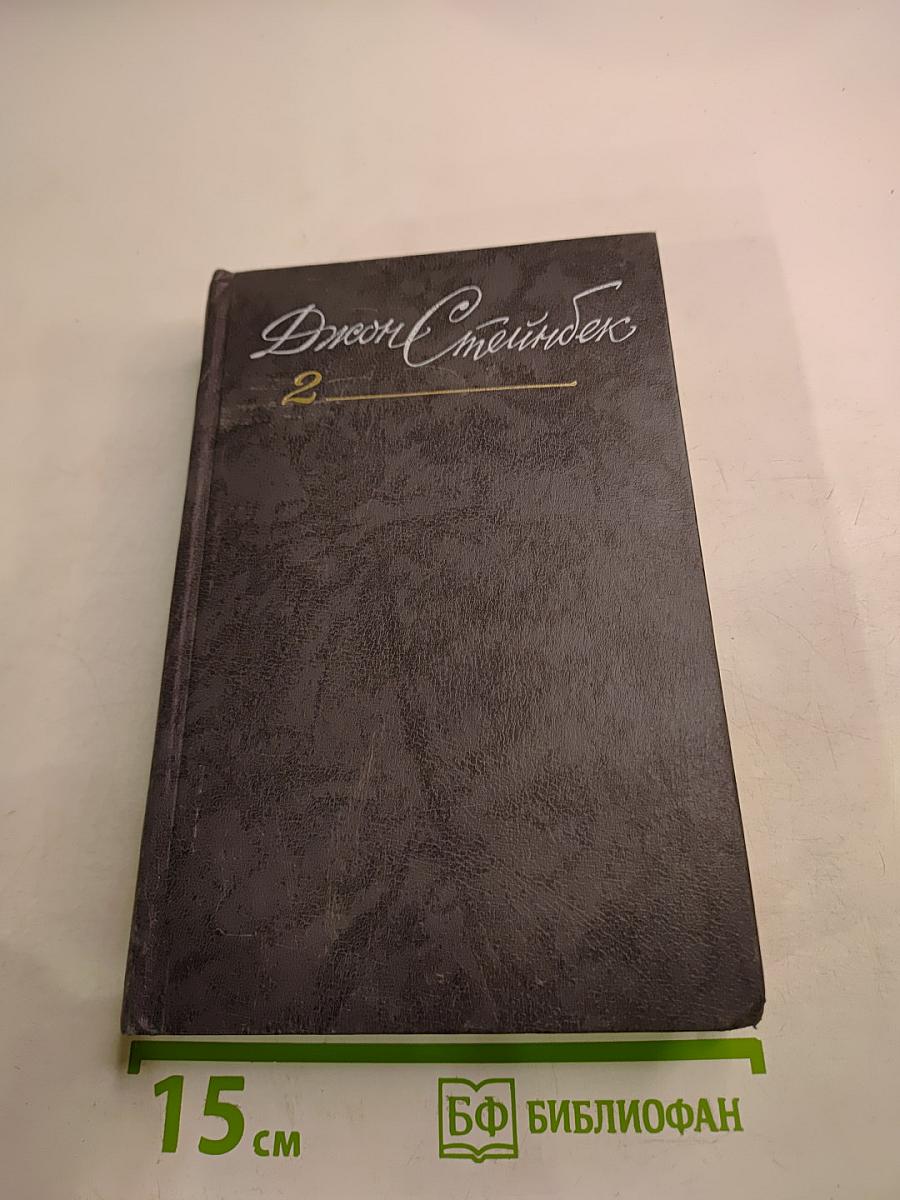 Джон Стейнбек
2
15 см
БФ БИБЛИОФАН